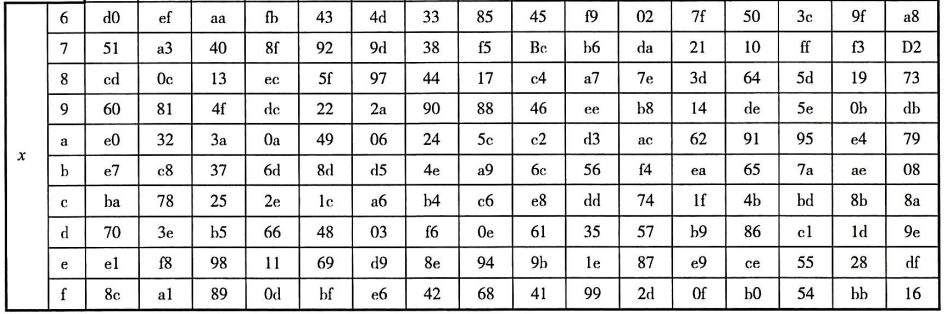 6 d0 ef aa fb 43 4d 33 85 45 f9 02 7f 50 3c 9f a8
7 51 a3 40 8f 92 9d 38 f5 Bc b6 da 21 10 ff f3 D2
8 cd 0c 13 ec 5f 97 44 17 c4 a7 7e 3d 64 5d 19 73
9 60 81 4f dc 22 2a 90 88 46 ee b8 14 de 5e 0b db
x a e0 32 3a 0a 49 06 24 5c c2 d3 ac 62 91 95 e4 79
b e7 c8 37 6d 8d d5 4e a9 6c 56 f4 ea 65 7a ae 08
c ba 78 25 2e 1c a6 b4 c6 e8 dd 74 1f 4b bd 8b 8a
d 70 3e b5 66 48 03 f6 0e 61 35 57 b9 86 c1 1d 9e
e e1 f8 98 11 69 d9 8e 94 9b 1e 87 e9 ce 55 28 df
f 8c a1 89 0d bf e6 42 68 41 99 2d 0f b0 54 bb 16